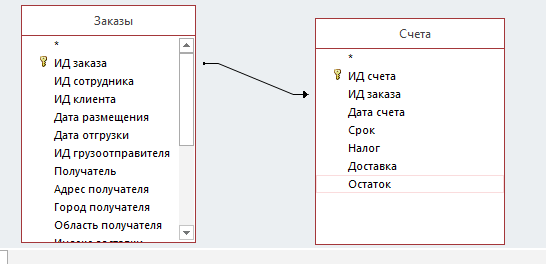 Заказы
*
ИД заказа
ИД сотрудника
ИД клиента
Дата размещения
Дата отгрузки
ИД грузоотправителя
Получатель
Адрес получателя
Город получателя
Область получателя
Счета
*
ИД счета
ИД заказа
Дата счета
Срок
Налог
Доставка
Остаток